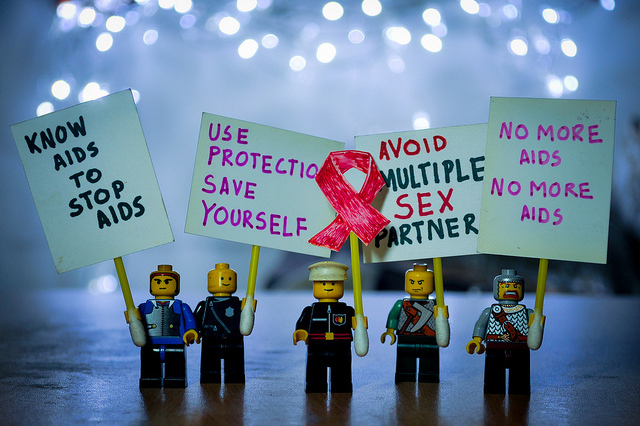 KNOW
AIDS
TO
STOP
AIDS
USE
PROTECTIO
SAVE
YOURSELF
AVOID
MULTIPLE
SEX
PARTNER
NO MORE
AIDS
NO MORE
AIDS